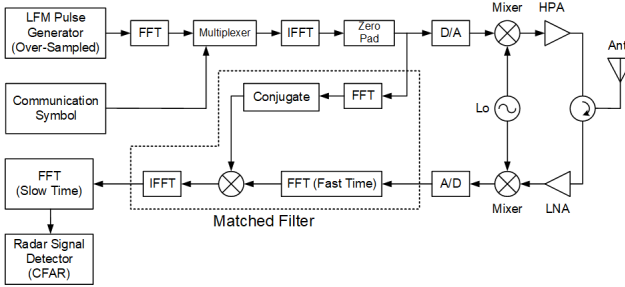 LFM Pulse
Generator
(Over-Sampled)
FFT
Multiplexer
IFFT
Zero
Pad
D/A
Mixer
HPA
Ant
Communication
Symbol
Conjugate
FFT
Lo
FFT
(Slow Time)
IFFT
FFT (Fast Time)
A/D
Mixer
LNA
Matched Filter
Radar Signal
Detector
(CFAR)